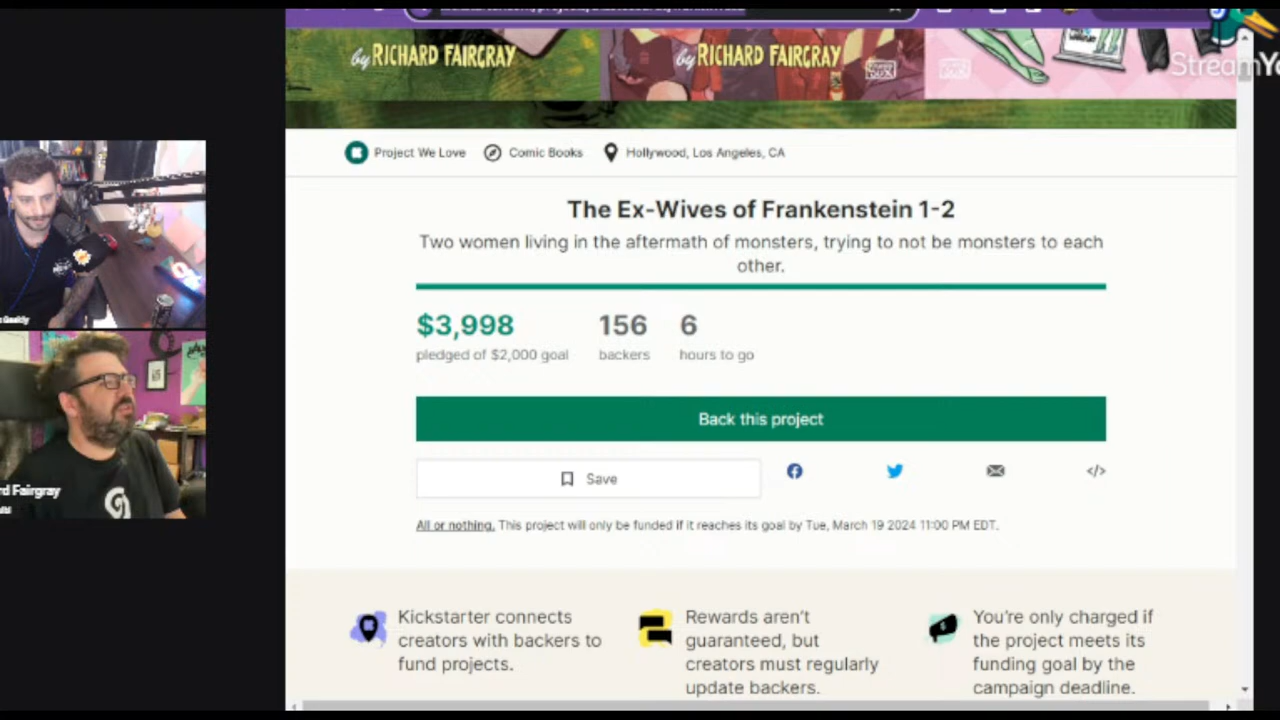 by RICHARD FAIRGRAY
by RICHARD FAIRGRAY
StreamY
Project We Love
Comic Books
Hollywood, Los Angeles, CA
The Ex-Wives of Frankenstein 1-2
Two women living in the aftermath of monsters, trying to not be monsters to each
other.
$3,998
pledged of $2,000 goal
156
backers
6
hours to go
Back this project
Save
</>
All or nothing. This project will only be funded if it reaches its goal by Tue, March 19 2024 11:00 PM EDT.
Kickstarter connects
creators with backers to
fund projects.
Rewards aren't
guaranteed, but
creators must regularly
update backers.
You're only charged if
the project meets its
funding goal by the
campaign deadline.
Geekly
rd Fairgray